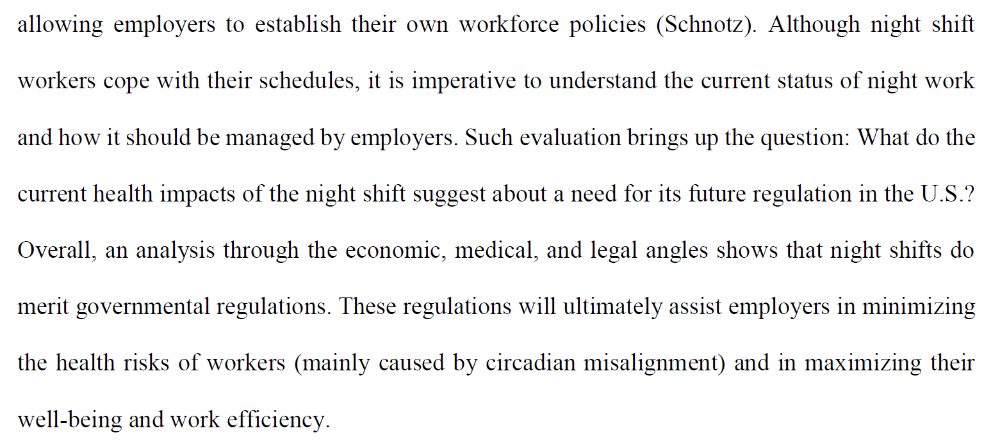 allowing employers to establish their own workforce policies (Schnotz). Although night shift
workers cope with their schedules, it is imperative to understand the current status of night work
and how it should be managed by employers. Such evaluation brings up the question: What do the
current health impacts of the night shift suggest about a need for its future regulation in the U.S.?
Overall, an analysis through the economic, medical, and legal angles shows that night shifts do
merit governmental regulations. These regulations will ultimately assist employers in minimizing
the health risks of workers (mainly caused by circadian misalignment) and in maximizing their
well-being and work efficiency.